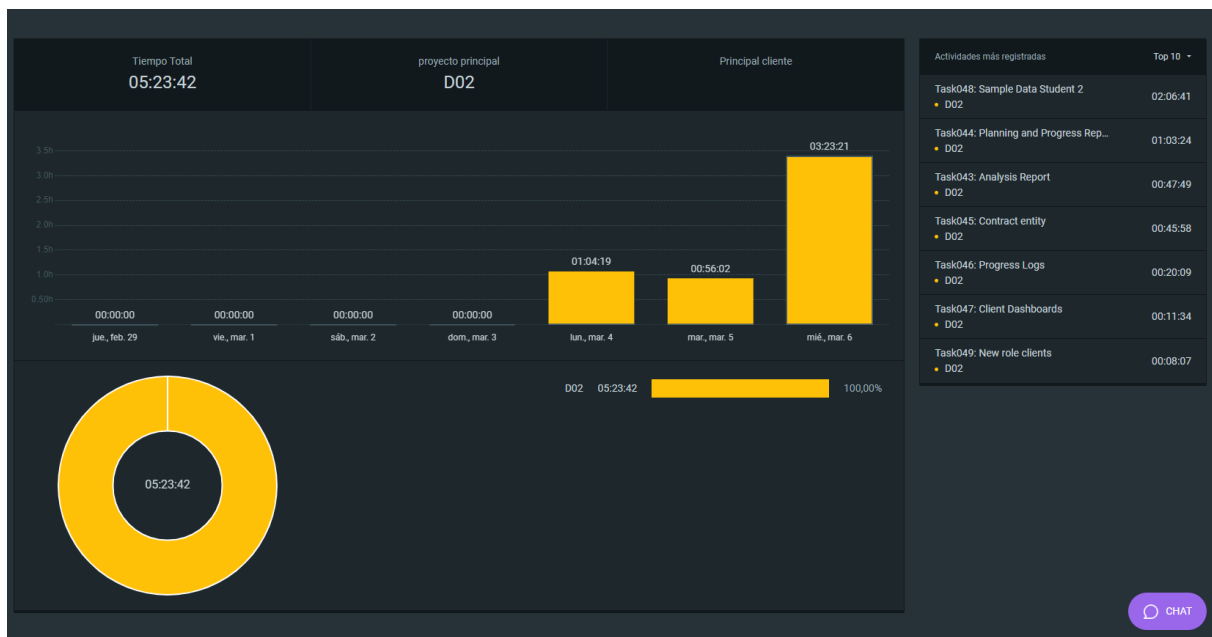 Tiempo Total
05:23:42
proyecto principal
D02
Principal cliente
3.5h
3.0h
2.5h
2.0h
1.5h
1.0h
0.50h
00:00:00
00:00:00
00:00:00
00:00:00
01:04:19
00:56:02
03:23:21
jue., feb. 29
vie., mar. 1
sáb., mar. 2
dom., mar. 3
lun., mar. 4
mar., mar. 5
mié., mar. 6
05:23:42
D02 05:23:42 100,00%
Actividades más registradas Top 10
Task048: Sample Data Student 2 02:06:41
D02
Task044: Planning and Progress Rep... 01:03:24
D02
Task043: Analysis Report 00:47:49
D02
Task045: Contract entity 00:45:58
D02
Task046: Progress Logs 00:20:09
D02
Task047: Client Dashboards 00:11:34
D02
Task049: New role clients 00:08:07
D02
CHAT